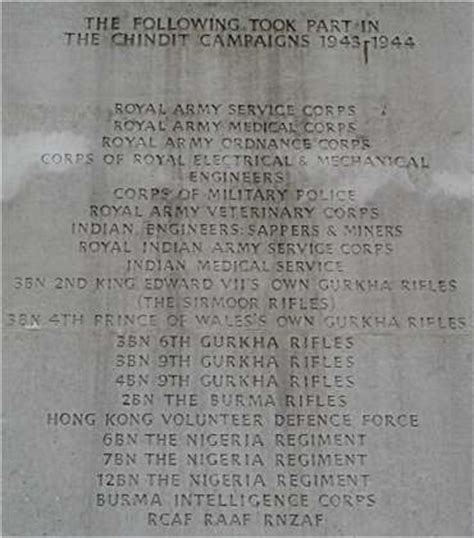 THE FOLLOWING TOOK PART IN
THE CHINDIT CAMPAIGNS 1943-1944
ROYAL ARMY SERVICE CORPS
ROYAL ARMY MEDICAL CORPS
ROYAL ARMY ORDNANCE CORPS
CORPS OF ROYAL ELECTRICAL & MECHANICAL
ENGINEERS
CORPS OF MILITARY POLICE
ROYAL ARMY VETERINARY CORPS
INDIAN ENGINEERS: SAPPERS & MINERS
ROYAL INDIAN ARMY SERVICE CORPS
INDIAN MEDICAL SERVICE
3BN 2ND KING EDWARD VII'S OWN GURKHA RIFLES
(THE SIRMOOR RIFLES)
3BN 4TH PRINCE OF WALES'S OWN GURKHA RIFLES
3BN 6TH GURKHA RIFLES
3BN 9TH GURKHA RIFLES
4BN 9TH GURKHA RIFLES
2BN THE BURMA RIFLES
HONG KONG VOLUNTEER DEFENCE FORCE
6BN THE NIGERIA REGIMENT
7BN THE NIGERIA REGIMENT
12BN THE NIGERIA REGIMENT
BURMA INTELLIGENCE CORPS
RCAF RAAF RNZAF